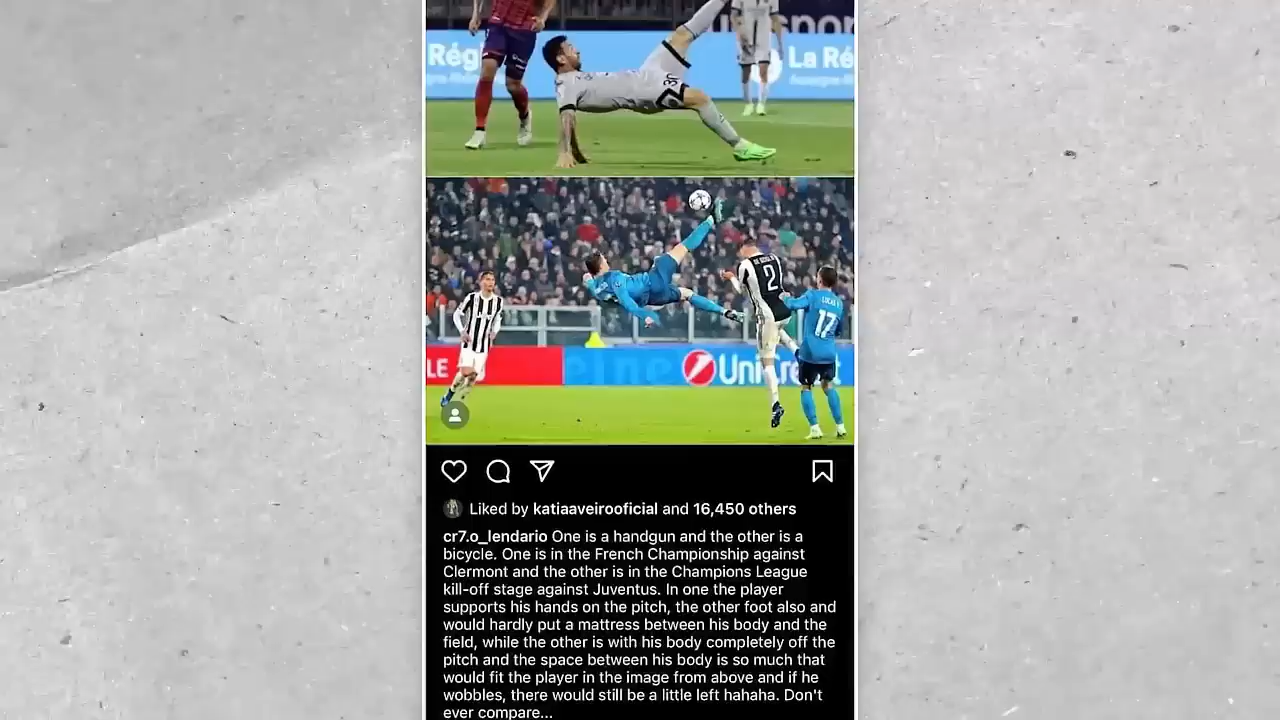 spor
La Rég
30
La Ré
2
17
LE
UniCre t
Liked by katiaaveirooficial and 16,450 others
cr7.o_lendario One is a handgun and the other is a
bicycle. One is in the French Championship against
Clermont and the other is in the Champions League
kill-off stage against Juventus. In one the player
supports his hands on the pitch, the other foot also and
would hardly put a mattress between his body and the
field, while the other is with his body completely off the
pitch and the space between his body is so much that
would fit the player in the image from above and if he
wobbles, there would still be a little left hahaha. Don't
ever compare...